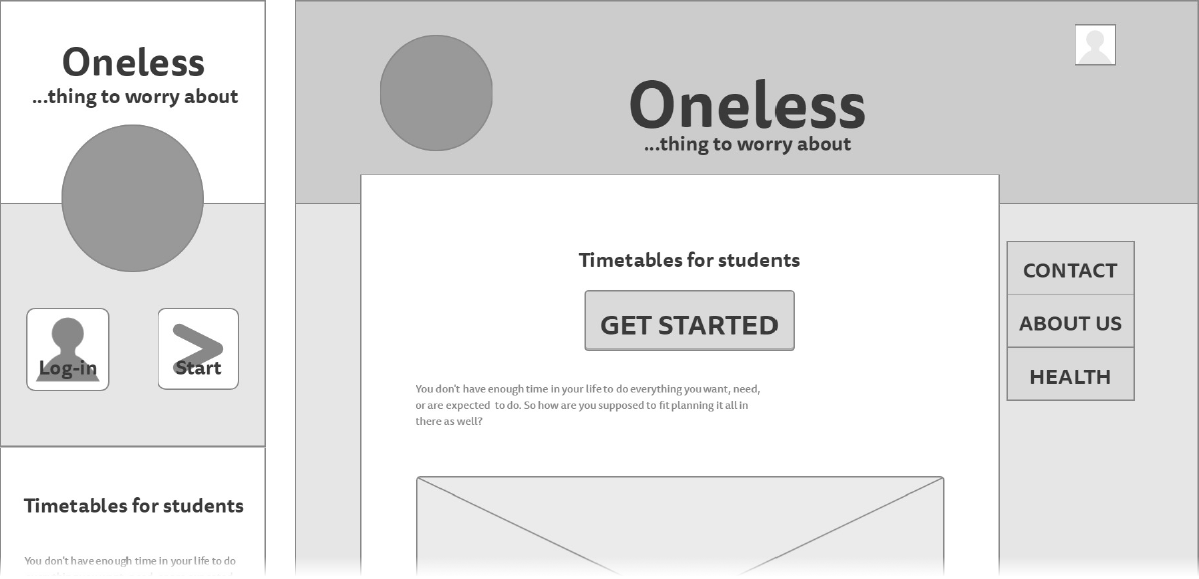 Oneless
...thing to worry about
Log-in
Start
Timetables for students
You don't have enough time in your life to do
Oneless
...thing to worry about
Timetables for students
GET STARTED
You don't have enough time in your life to do everything you want, need,
or are expected to do. So how are you supposed to fit planning it all in
there as well?
CONTACT
ABOUT US
HEALTH